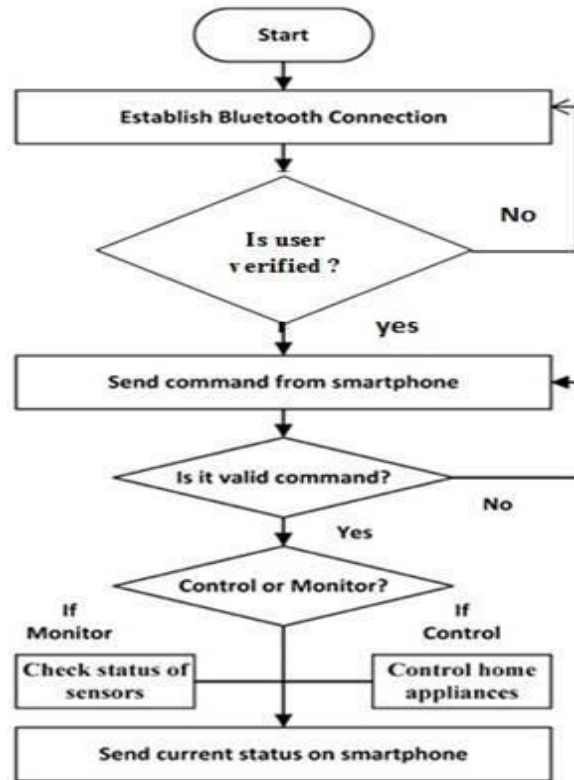 Start
Establish Bluetooth Connection
No
Is user
verified ?
yes
Send command from smartphone
Is it valid command?
No
Yes
Control or Monitor?
If
Monitor
If
Control
Check status of
sensors
Control home
appliances
Send current status on smartphone